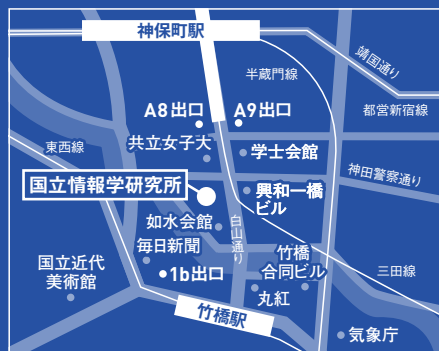 神保町駅
靖国通り
半蔵門線
A8出口
A9出口
都営新宿線
東西線
共立女子大
学士会館
神田警察通り
国立情報学研究所
興和一橋
ビル
如水会館
白山通り
毎日新聞
竹橋
合同ビル
国立近代
美術館
1b出口
三田線
丸紅
竹橋駅
気象庁